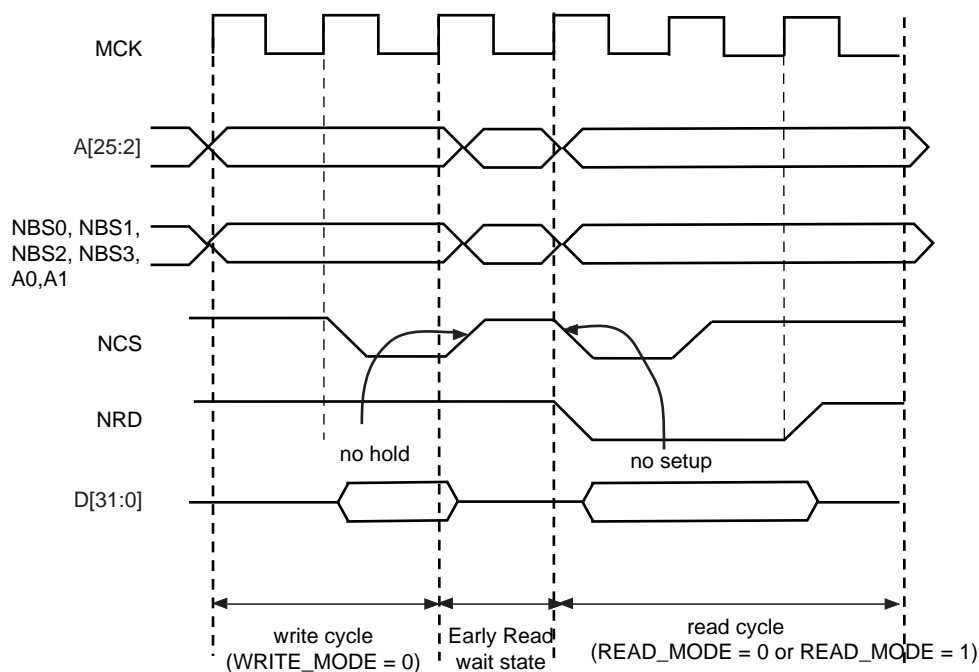 MCK
A[25:2]
NBS0, NBS1,
NBS2, NBS3,
A0,A1
NCS
NRD
no hold
no setup
D[31:0]
write cycle
(WRITE_MODE = 0)
Early Read
wait state
read cycle
(READ_MODE = 0 or READ_MODE = 1)